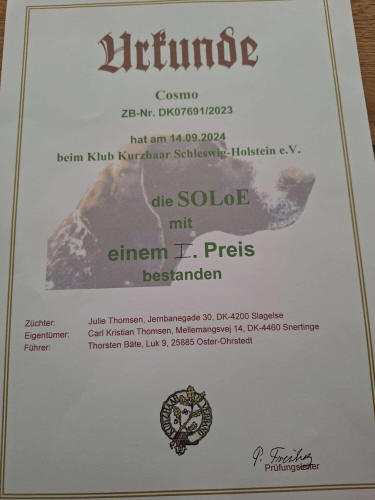 Urkunde
Cosmo
ZB-Nr. DK07691/2023
hat am 14.09.2024
beim Klub Kurzhaar Schleswig-Holstein e.V.
die SOLoE
mit
einem I. Preis
bestanden
Züchter: Julie Thomsen, Jernbanegade 30, DK-4200 Slagelse
Eigentümer: Carl Kristian Thomsen, Mellemangsvej 14, DK-4460 Snertinge
Führer: Thorsten Bäte, Luk 9, 25885 Oster-Ohrstedt
Prüfungsleiter